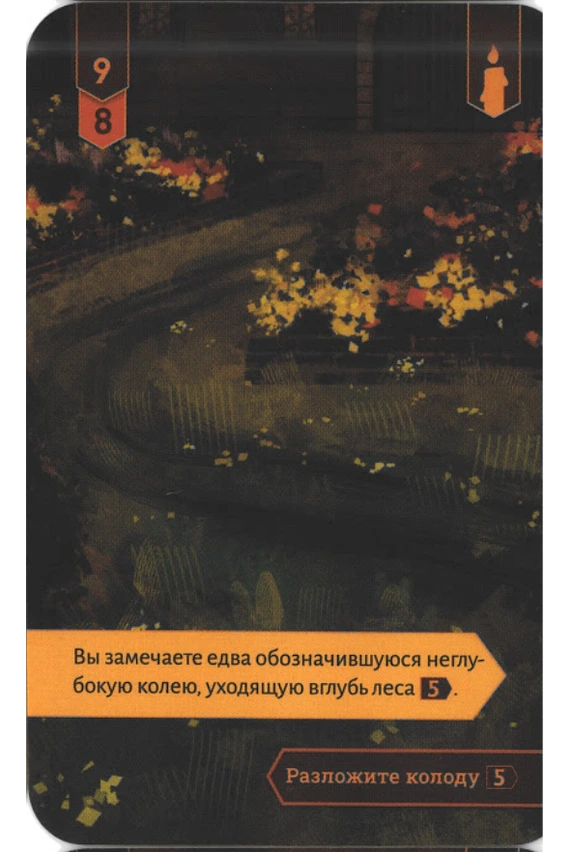 9
8
Вы замечаете едва обозначившуюся неглу-
бокую колею, уходящую вглубь леса 5.
Разложите колоду 5